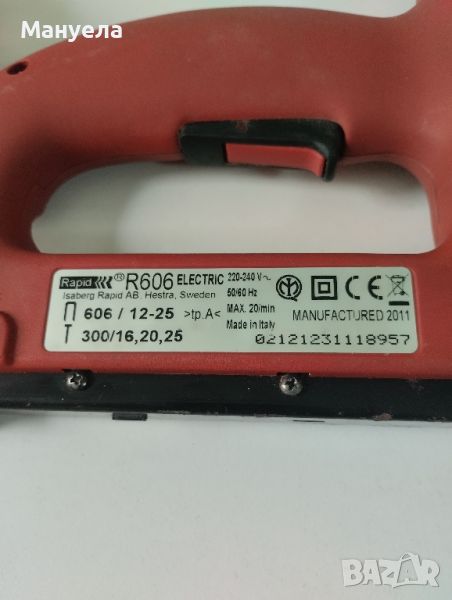 Мануела
Rapid ® R606 ELECTRIC 220-240 V~
Isaberg Rapid AB. Hestra, Sweden 50/60 Hz
606 / 12-25 >tp.A< MAX. 20/min MANUFACTURED 2011
300/16,20,25 Made in Italy 02121231118957
BAZAR